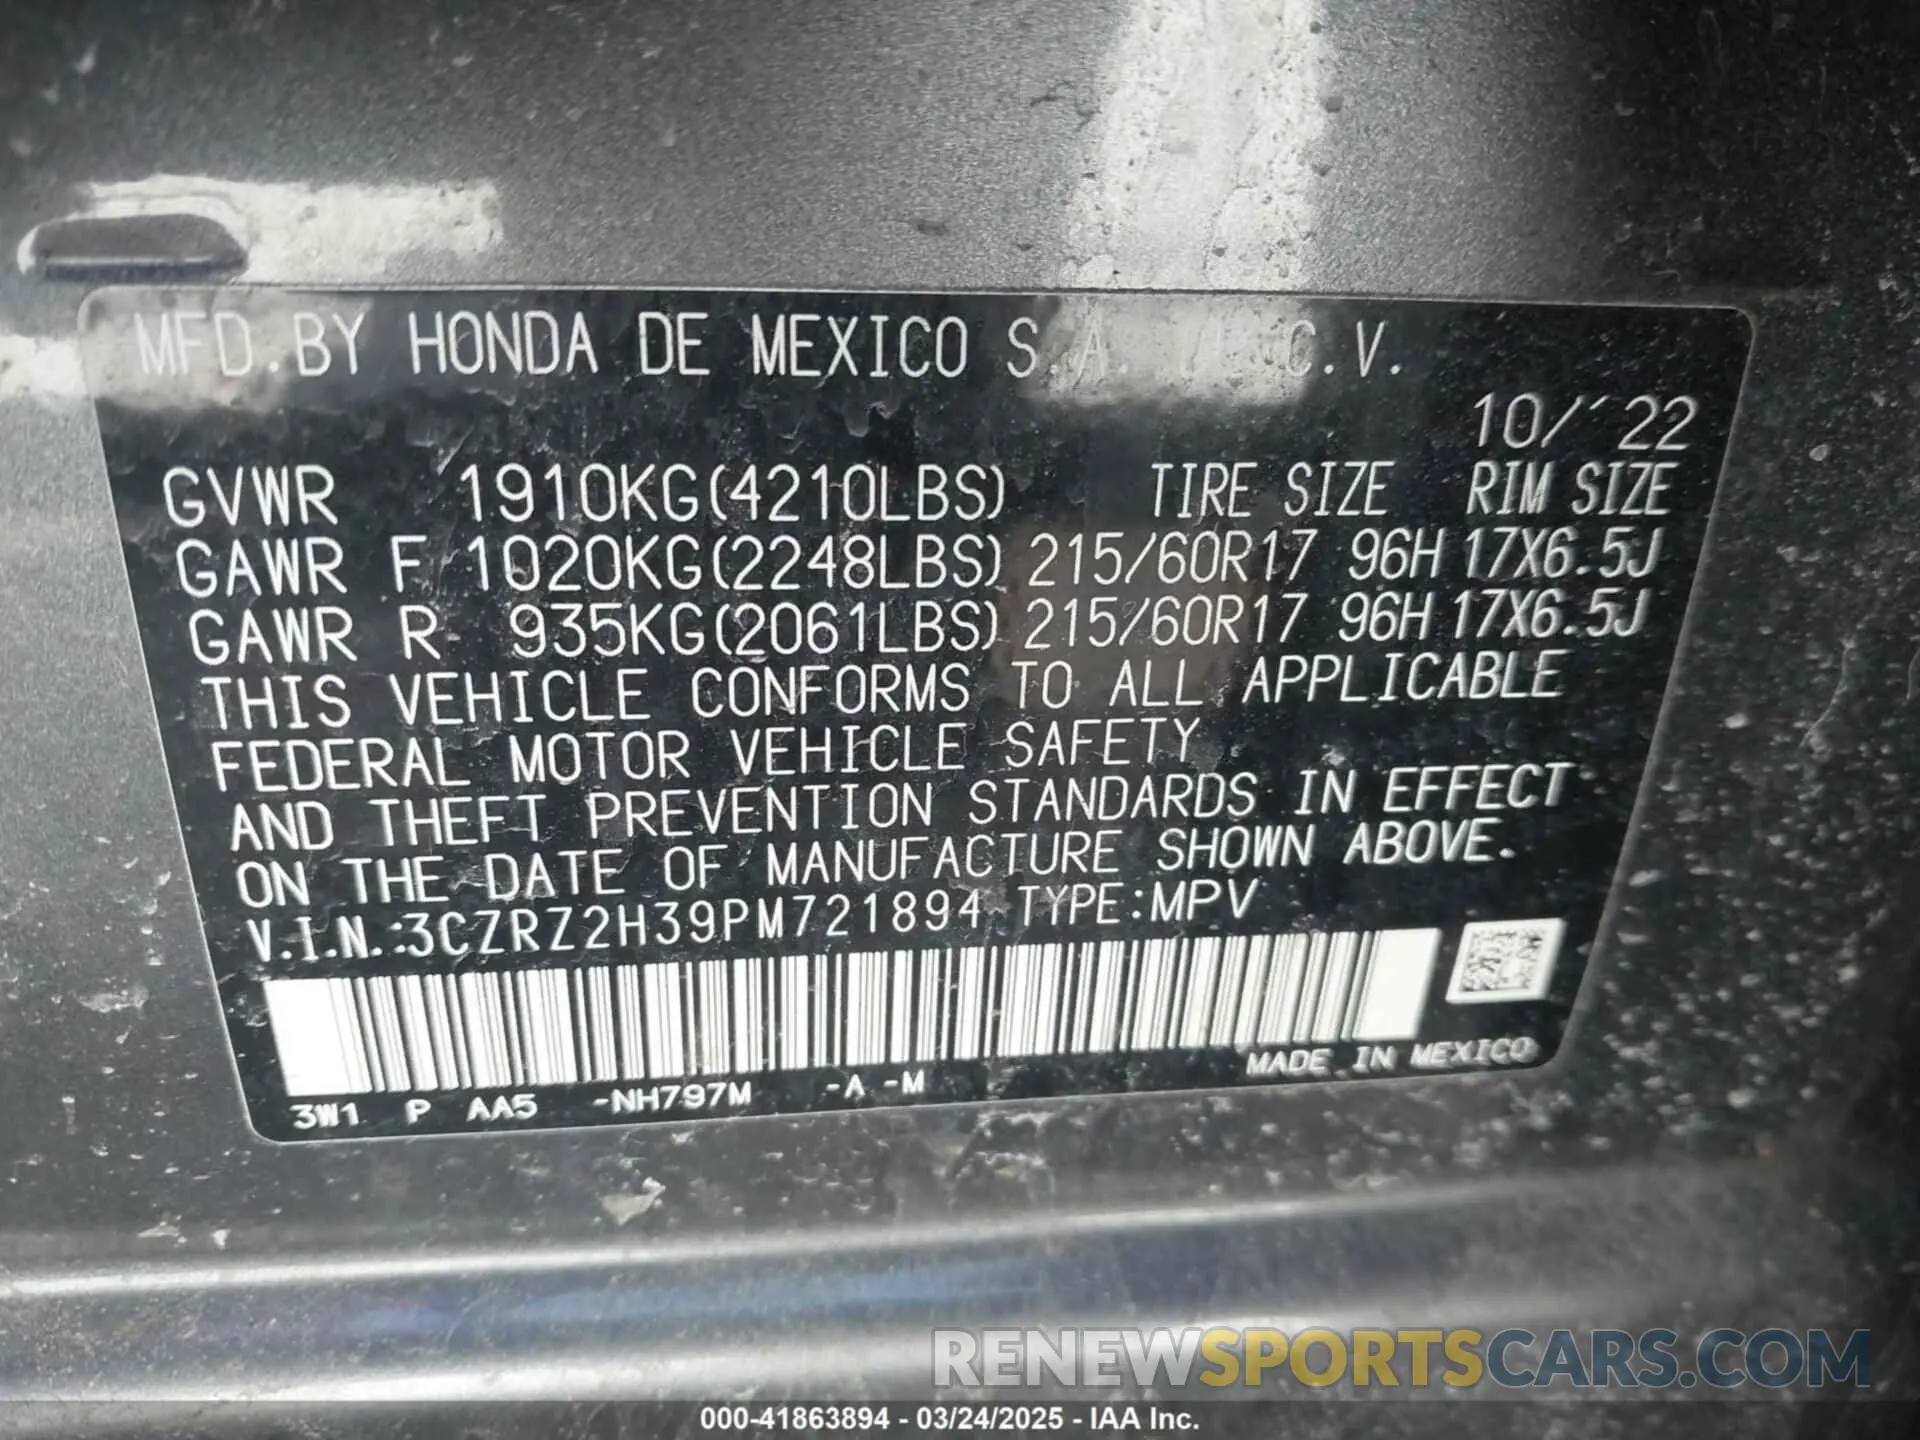 MFD.BY HONDA DE MEXICO S.A. C.V.
10/´22
GVWR 1910KG(4210LBS) TIRE SIZE RIM SIZE
GAWR F 1020KG(2248LBS) 215/60R17 96H 17X6.5J
GAWR R 935KG(2061LBS) 215/60R17 96H 17X6.5J
THIS VEHICLE CONFORMS TO ALL APPLICABLE
FEDERAL MOTOR VEHICLE SAFETY
AND THEFT PREVENTION STANDARDS IN EFFECT
ON THE DATE OF MANUFACTURE SHOWN ABOVE.
V.I.N.:3CZRZ2H39PM721894 TYPE:MPV
MADE IN MEXICO
3W1 P AA5 -NH797M -A -M
RENEWSPORTSCARS.COM
000-41863894 - 03/24/2025 - IAA Inc.